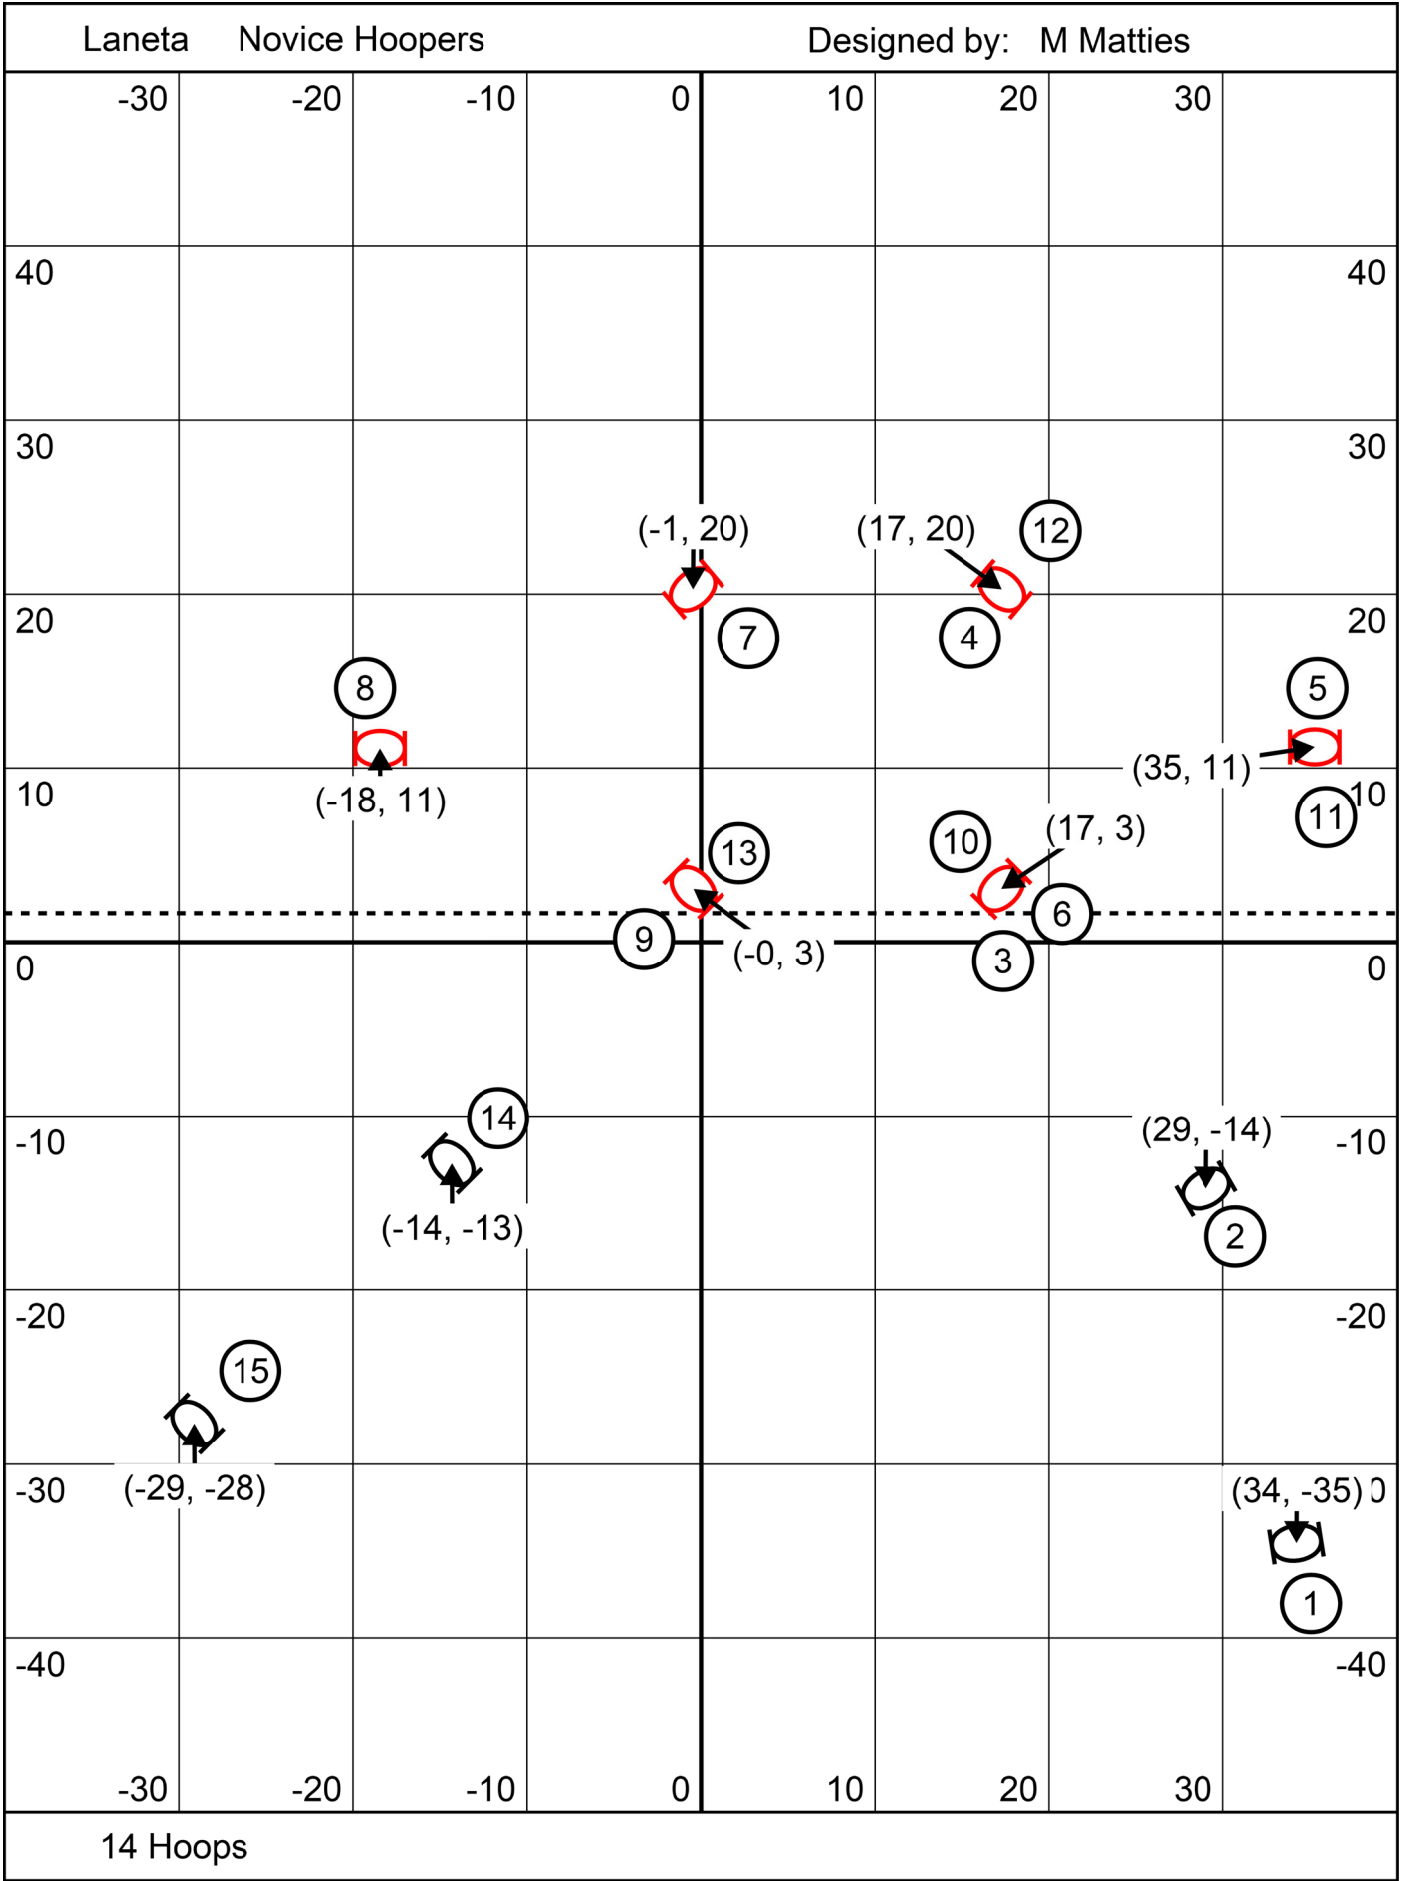 Laneta Novice Hoopers Designed by: M Matties
-30 -20 -10 0 10 20 30
40 40
30 30
(-1, 20) (17, 20) 12
20 7 4 20
8 5
(35, 11)
10 (-18, 11) 10
11
13 10 (17, 3)
9 6
(-0, 3) 3
0 0
14
-10 (29, -14) -10
(-14, -13) 2
-20 -20
15
-30 (-29, -28) (34, -35) 0
1
-40 -40
-30 -20 -10 0 10 20 30
14 Hoops